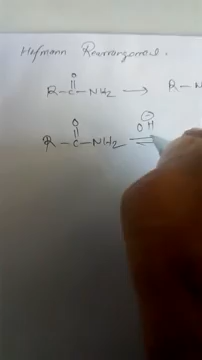 Hofmann Rearrangement.
O
R-C-NH2 → R-N
⊖
O OH
R-C-NH2 ⇌